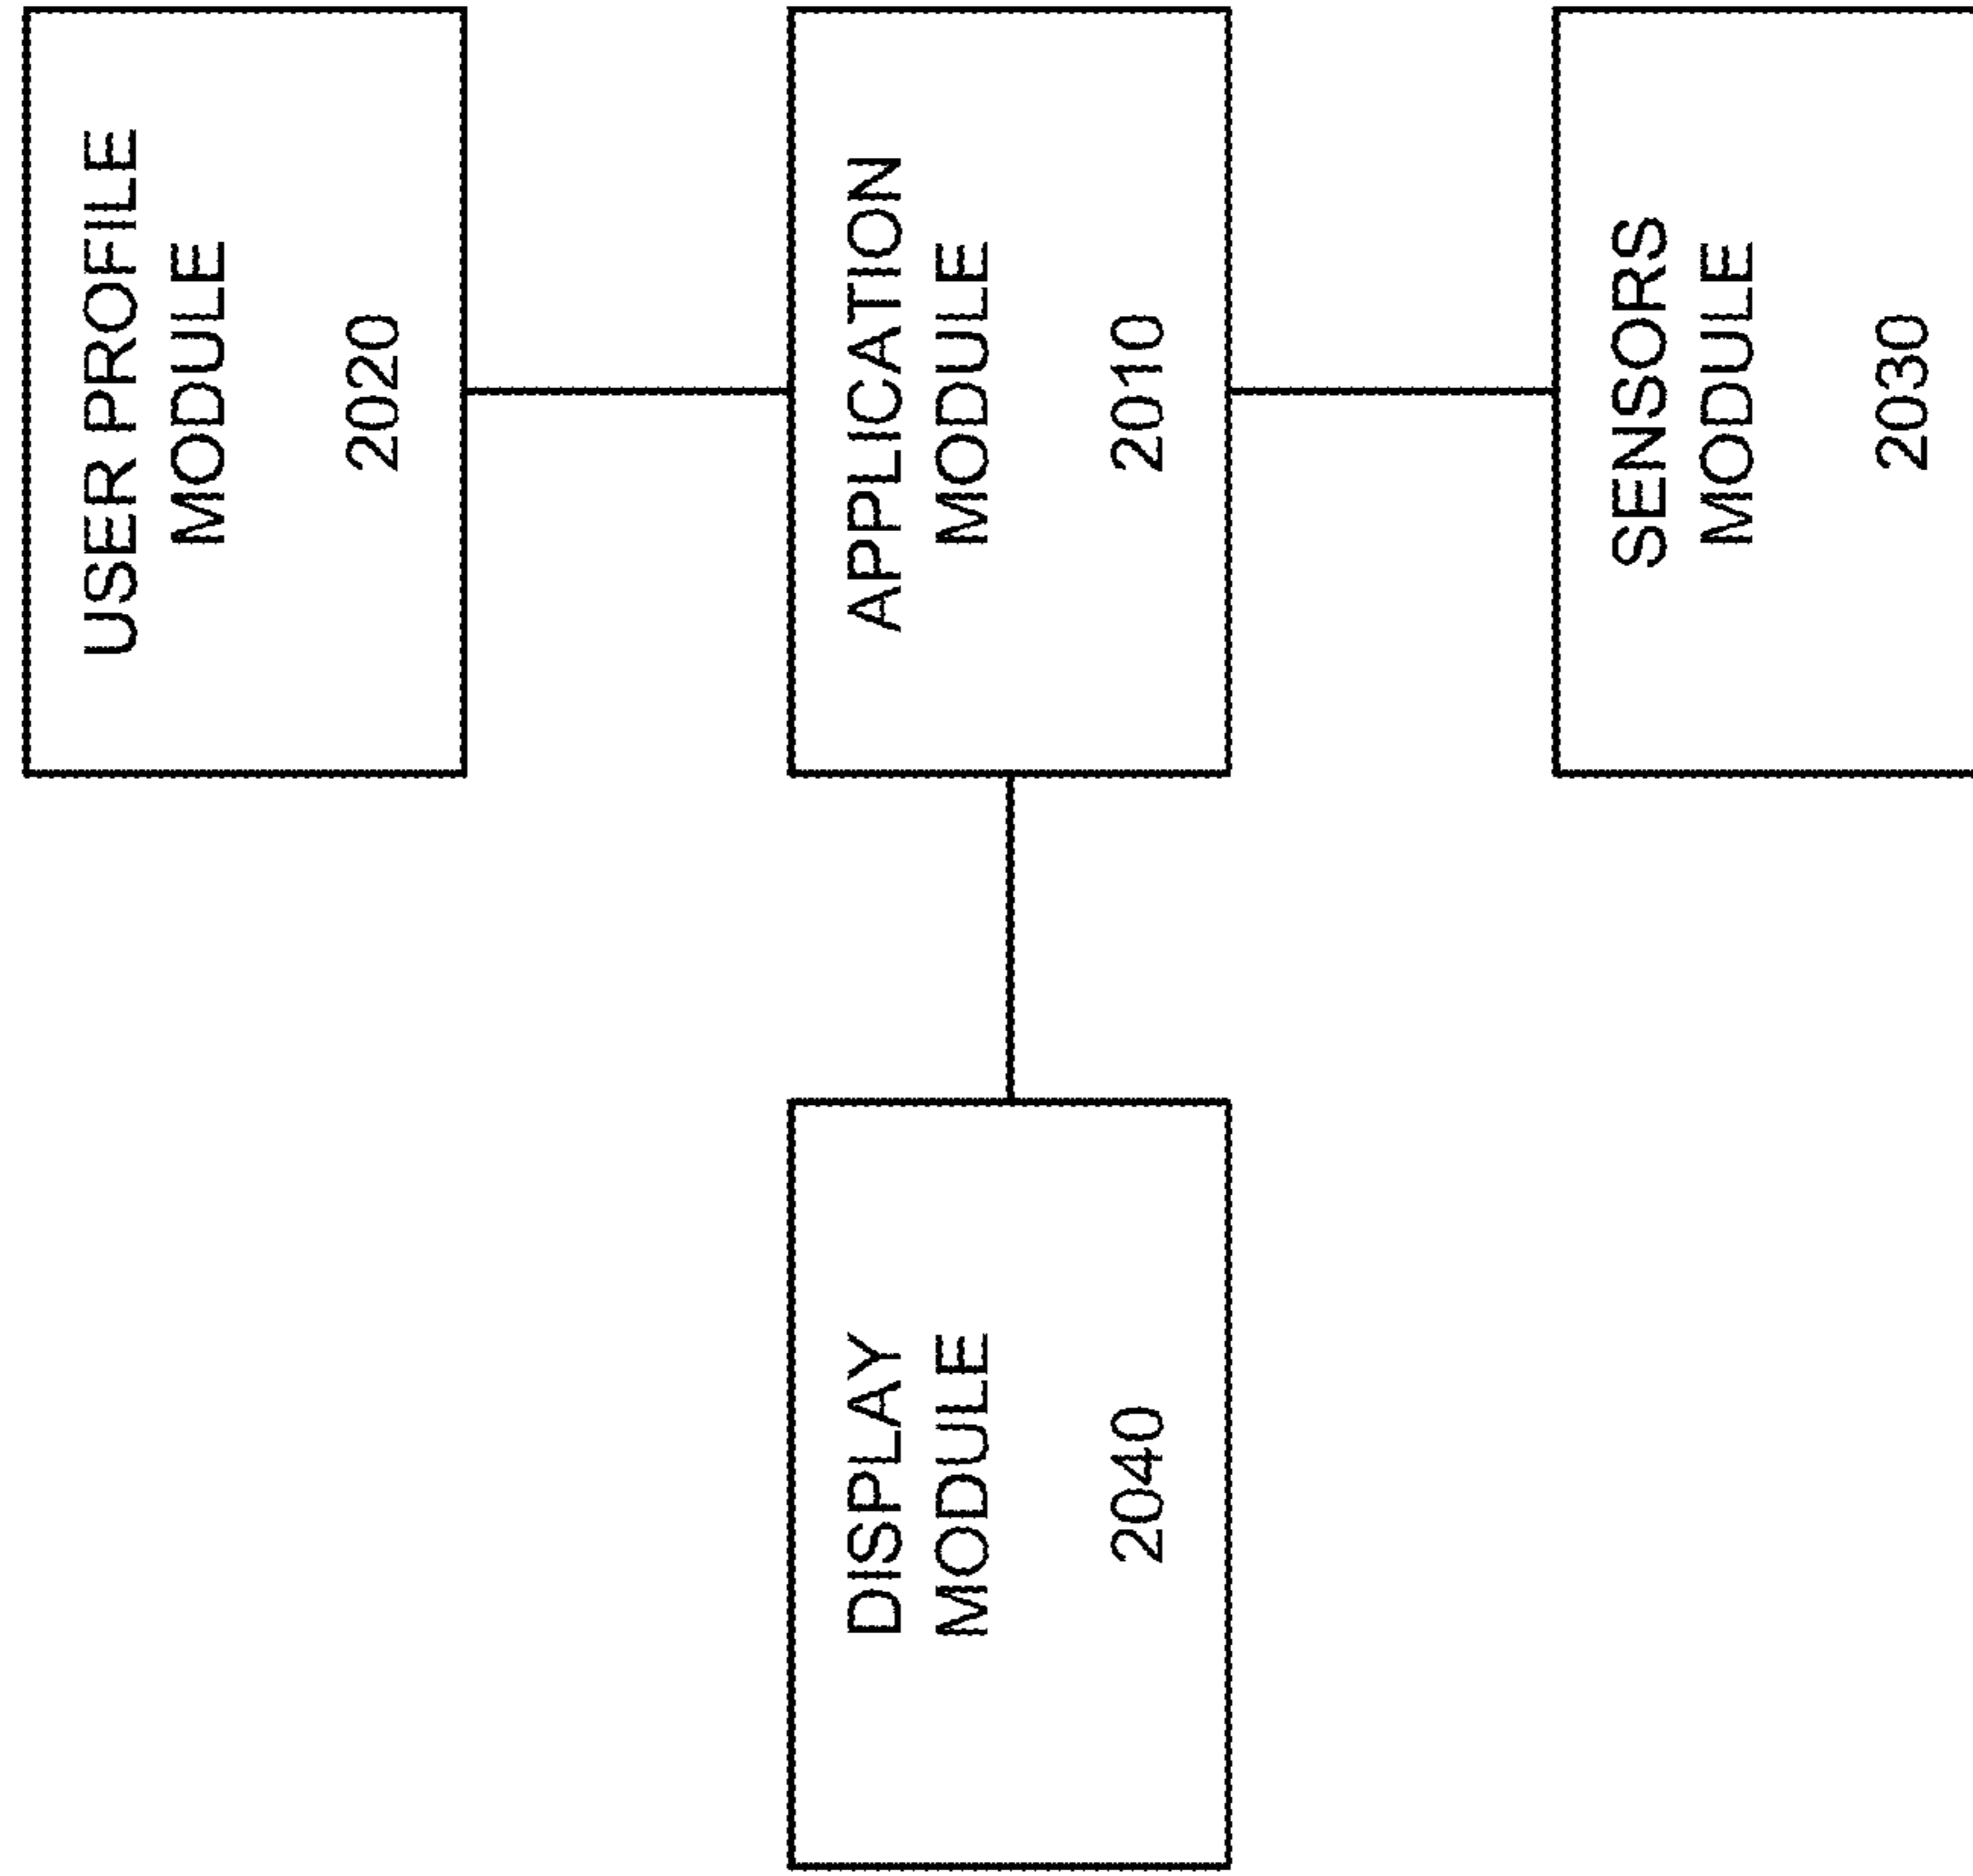 USER PROFILE
MODULE
2020
APPLICATION
MODULE
2010
SENSORS
MODULE
2030
DISPLAY
MODULE
2040